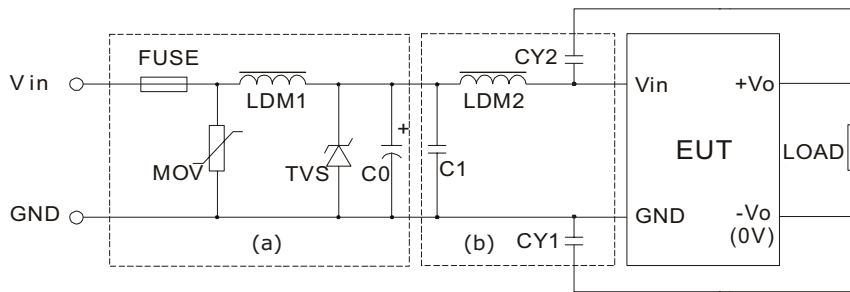 FUSE
Vin
LDM1
MOV
TVS
+
C0
GND
(a)
CY2
LDM2
C1
(b)
CY1
Vin
+Vo
EUT
LOAD
GND
-Vo
(0V)